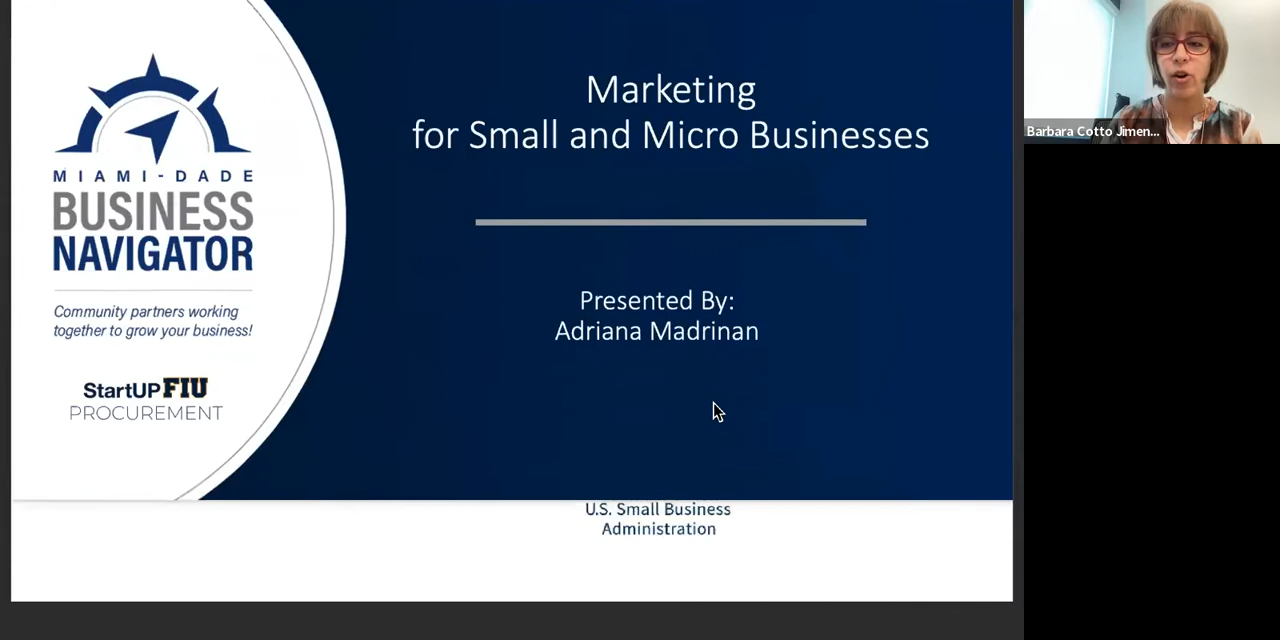 MIAMI-DADE
BUSINESS
NAVIGATOR
Community partners working
together to grow your business!
StartUP FIU
PROCUREMENT
Marketing
for Small and Micro Businesses
Presented By:
Adriana Madrinan
U.S. Small Business
Administration
Barbara Cotto Jimen...